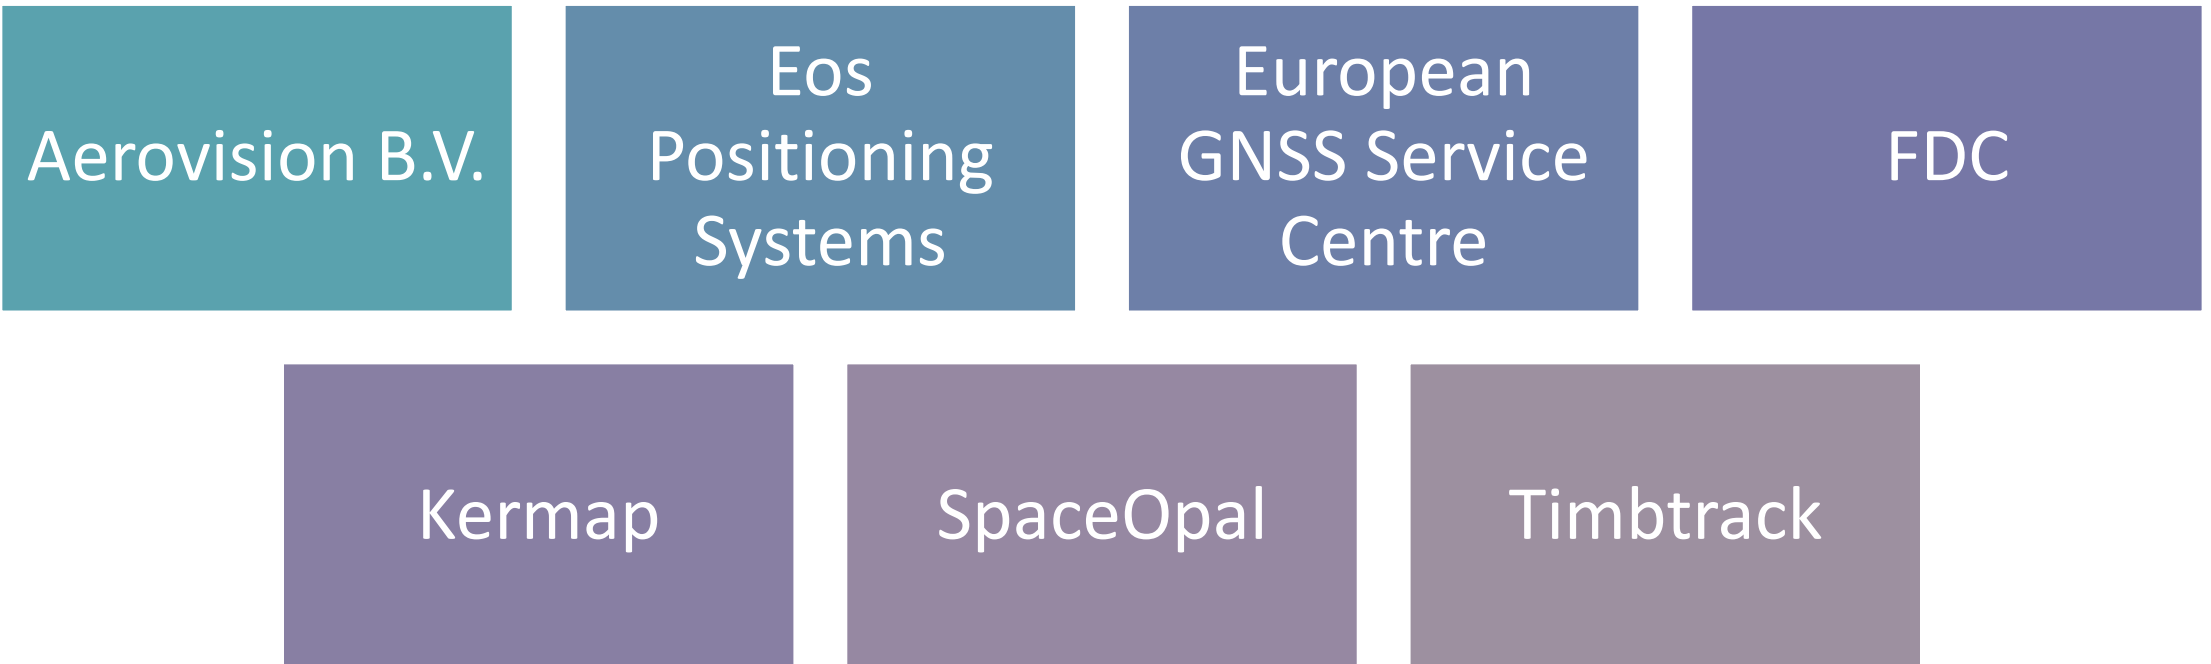 Aerovision B.V.
Eos
Positioning
Systems
European
GNSS Service
Centre
FDC
Kermap
SpaceOpal
Timbtrack